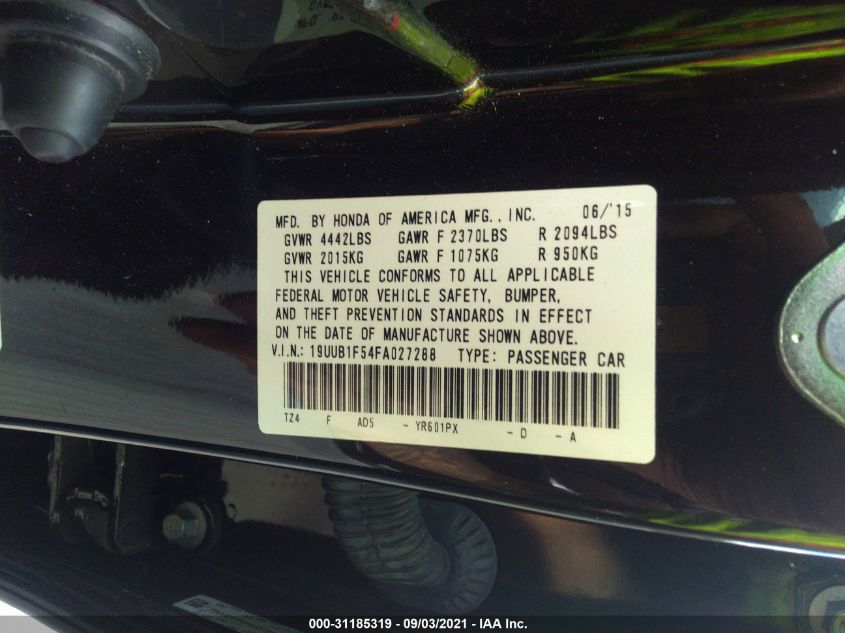 MFD. BY HONDA OF AMERICA MFG., INC. 06/'15
GVWR 4442LBS GAWR F 2370LBS R 2094LBS
GVWR 2015KG GAWR F 1075KG R 950KG
THIS VEHICLE CONFORMS TO ALL APPLICABLE
FEDERAL MOTOR VEHICLE SAFETY, BUMPER,
AND THEFT PREVENTION STANDARDS IN EFFECT
ON THE DATE OF MANUFACTURE SHOWN ABOVE.
V.I.N.: 19UUB1F54FA027288 TYPE: PASSENGER CAR
TZ4 F AD5 - YR601PX - D - A
000-31185319 - 09/03/2021 - IAA Inc.